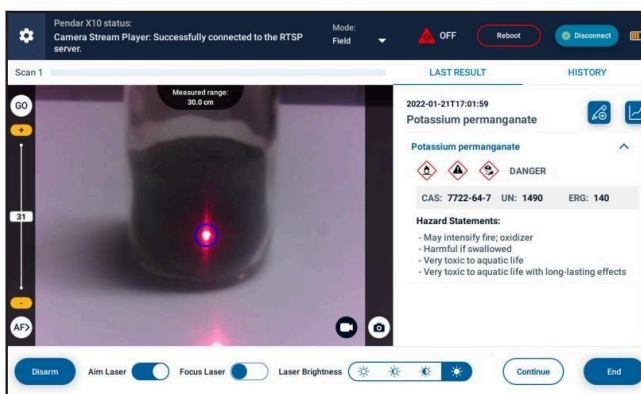 Pendar X10 status:
Camera Stream Player: Successfully connected to the RTSP
server.
Mode:
Field
OFF
Reboot
Disconnect
Scan 1
LAST RESULT
HISTORY
Measured range:
30.0 cm
GO
+
31
-
AF>
2022-01-21T17:01:59
Potassium permanganate
Potassium permanganate
DANGER
CAS: 7722-64-7 UN: 1490 ERG: 140
Hazard Statements:
- May intensify fire; oxidizer
- Harmful if swallowed
- Very toxic to aquatic life
- Very toxic to aquatic life with long-lasting effects
Disarm
Aim Laser
Focus Laser
Laser Brightness
Continue
End